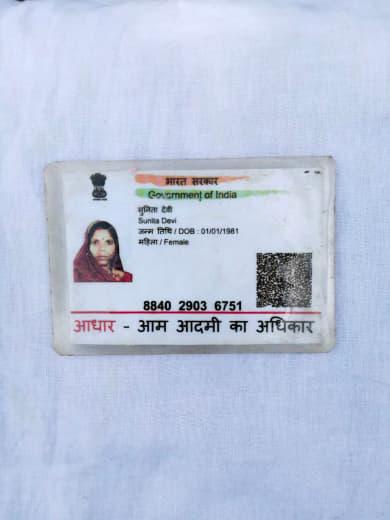 भारत सरकार
Government of India
सुनिता देवी
Sunita Devi
जन्म तिथि / DOB : 01/01/1981
महिला / Female
8840 2903 6751
आधार - आम आदमी का अधिकार